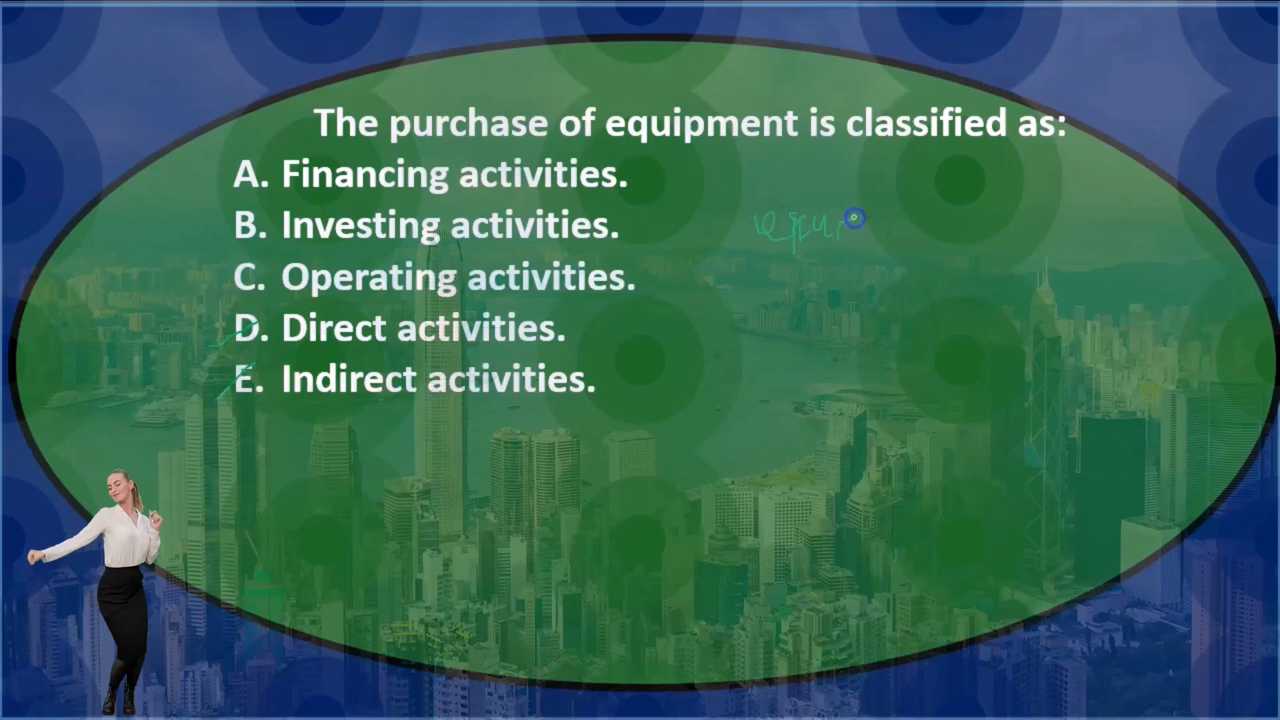 The purchase of equipment is classified as:
A. Financing activities.
B. Investing activities.
C. Operating activities.
D. Direct activities.
E. Indirect activities.